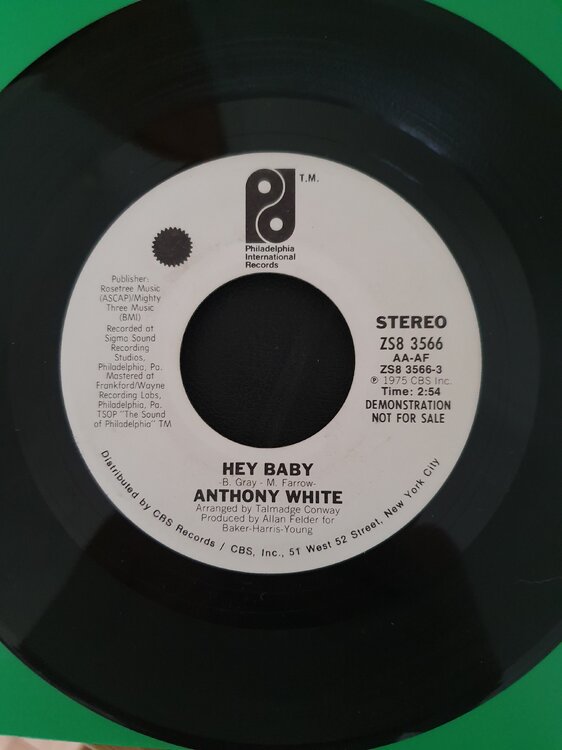 T.M.
Philadelphia
International
Records
Publisher:
Rosetree Music
(ASCAP)/Mighty
Three Music
(BMI)
Recorded at
Sigma Sound
Recording
Studios,
Philadelphia, Pa.
Mastered at
Frankford/Wayne
Recording Labs,
Philadelphia, Pa.
TSOP "The Sound
of Philadelphia" TM
STEREO
ZS8 3566
AA-AF
ZS8 3566-3
℗ 1975 CBS Inc.
Time: 2:54
DEMONSTRATION
NOT FOR SALE
HEY BABY
-B. Gray - M. Farrow-
ANTHONY WHITE
Arranged by Talmadge Conway
Produced by Allan Felder for
Baker-Harris-Young
Distributed by CBS Records / CBS, Inc., 51 West 52 Street, New York City